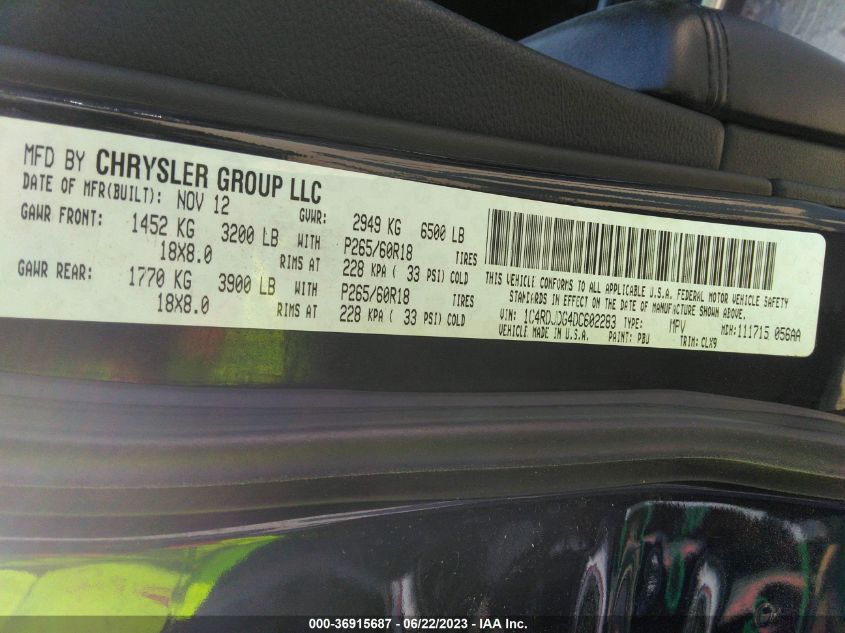 MFD BY CHRYSLER GROUP LLC
DATE OF MFR(BUILT): NOV 12 GVWR: 2949 KG 6500 LB
GAWR FRONT: 1452 KG 3200 LB WITH P265/60R18 TIRES
18X8.0 RIMS AT 228 KPA ( 33 PSI) COLD
GAWR REAR: 1770 KG 3900 LB WITH P265/60R18 TIRES
18X8.0 RIMS AT 228 KPA ( 33 PSI) COLD
THIS VEHICLE CONFORMS TO ALL APPLICABLE U.S.A. FEDERAL MOTOR VEHICLE SAFETY
STANDARDS IN EFFECT ON THE DATE OF MANUFACTURE SHOWN ABOVE.
VIN: 1C4RDJDG4DC602283 TYPE: MPV MDH: 111715 056AA
VEHICLE MADE IN U.S.A. PAINT: PBU TRIM: CLX9
000-36915687 - 06/22/2023 - IAA Inc.